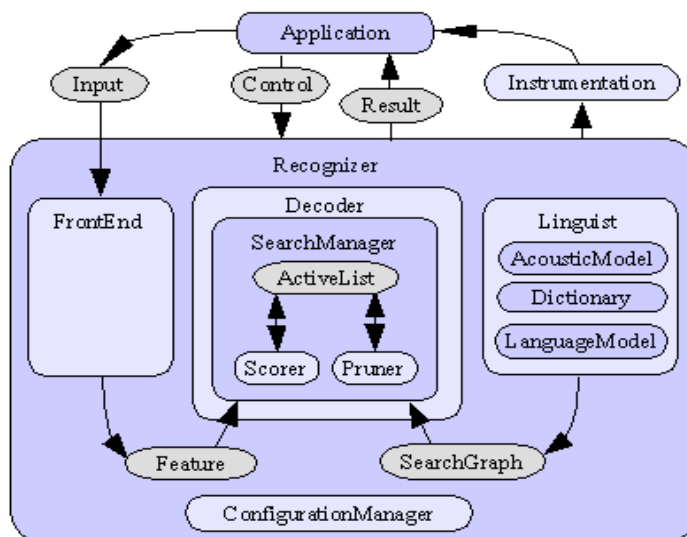 Application
Input
Control
Result
Instrumentation
Recognizer
FrontEnd
Decoder
SearchManager
ActiveList
Scorer
Pruner
Linguist
AcousticModel
Dictionary
LanguageModel
Feature
SearchGraph
ConfigurationManager